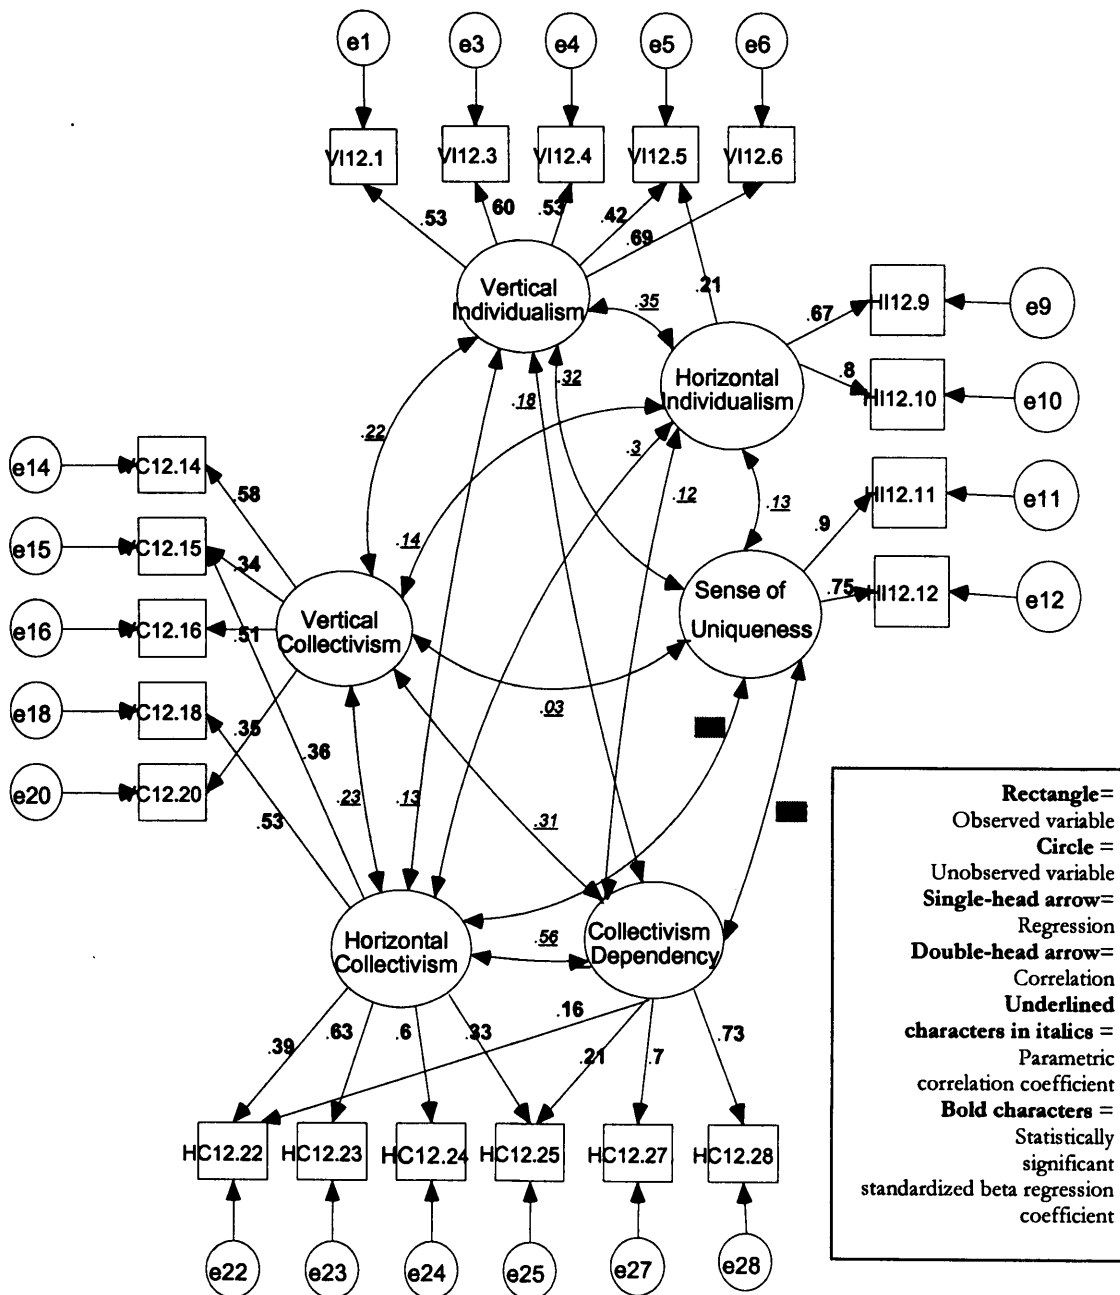 e1
e3
e4
e5
e6
VI12.1
VI12.3
VI12.4
VI12.5
VI12.6
.53
.60
.53
.42
.69
.21
Vertical
Individualism
.35
Horizontal
Individualism
.67
.8
HI12.9
e9
HI12.10
e10
.32
.18
.22
.3
.12
.13
.14
e14
VC12.14
.58
e15
VC12.15
.34
e16
VC12.16
.51
e18
VC12.18
.35
e20
VC12.20
.36
.53
Vertical
Collectivism
HI12.11
e11
.9
HI12.12
e12
.75
Sense of
Uniqueness
.03
.23
.13
.31
Horizontal
Collectivism
.56
Collectivism
Dependency
.39
.63
.6
.33
.16
.21
.7
.73
HC12.22
HC12.23
HC12.24
HC12.25
HC12.27
HC12.28
e22
e23
e24
e25
e27
e28
Rectangle=
Observed variable
Circle =
Unobserved variable
Single-head arrow=
Regression
Double-head arrow=
Correlation
Underlined
characters in italics =
Parametric
correlation coefficient
Bold characters =
Statistically
significant
standardized beta regression
coefficient